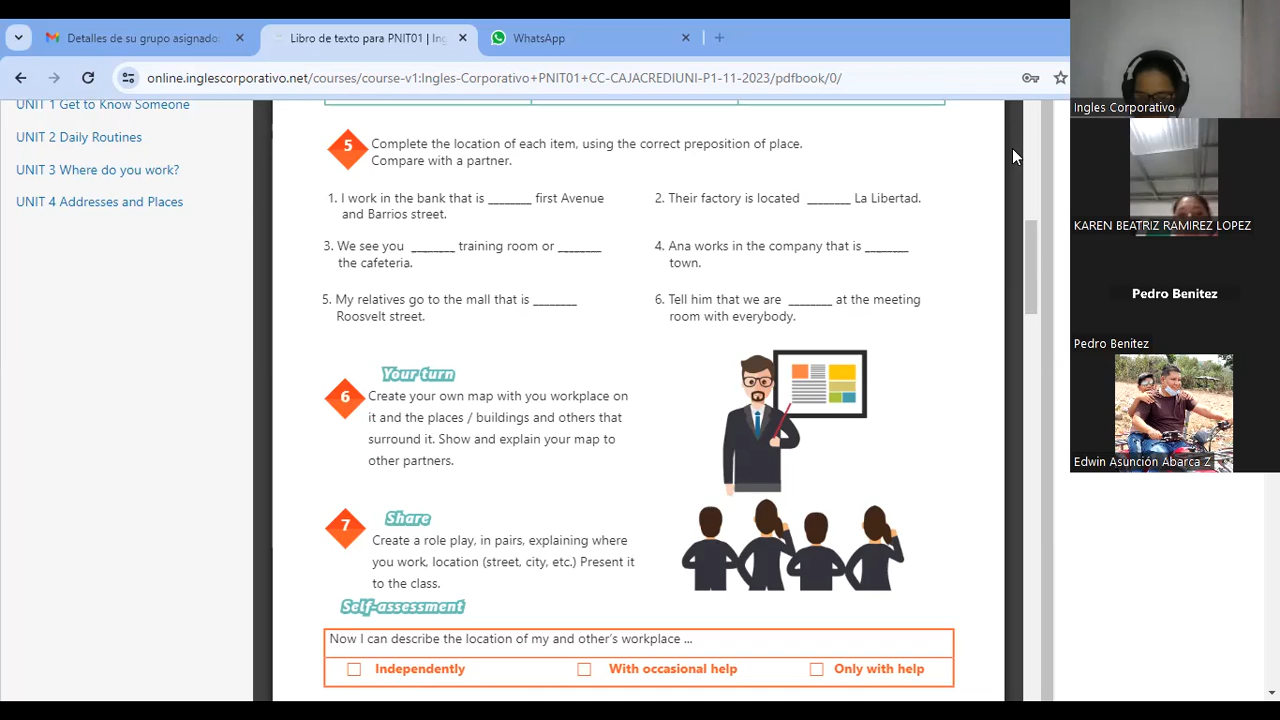 Detalles de su grupo asignado
Libro de texto para PNIT01 | Ing
WhatsApp
online.inglescorporativo.net/courses/course-v1:Ingles-Corporativo+PNIT01+CC-CAJACREDIUNI-P1-11-2023/pdfbook/0/
UNIT 1 Get to Know Someone
UNIT 2 Daily Routines
UNIT 3 Where do you work?
UNIT 4 Addresses and Places
5 Complete the location of each item, using the correct preposition of place.
Compare with a partner.
1. I work in the bank that is _______ first Avenue
and Barrios street.
2. Their factory is located _______ La Libertad.
3. We see you _______ training room or _______
the cafeteria.
4. Ana works in the company that is _______
town.
5. My relatives go to the mall that is _______
Roosvelt street.
6. Tell him that we are _______ at the meeting
room with everybody.
Your turn
6 Create your own map with you workplace on
it and the places / buildings and others that
surround it. Show and explain your map to
other partners.
Share
7 Create a role play, in pairs, explaining where
you work, location (street, city, etc.) Present it
to the class.
Self-assessment
Now I can describe the location of my and other's workplace ...
Independently
With occasional help
Only with help
Ingles Corporativo
KAREN BEATRIZ RAMIREZ LOPEZ
Pedro Benitez
Pedro Benitez
Edwin Asunción Abarca Z